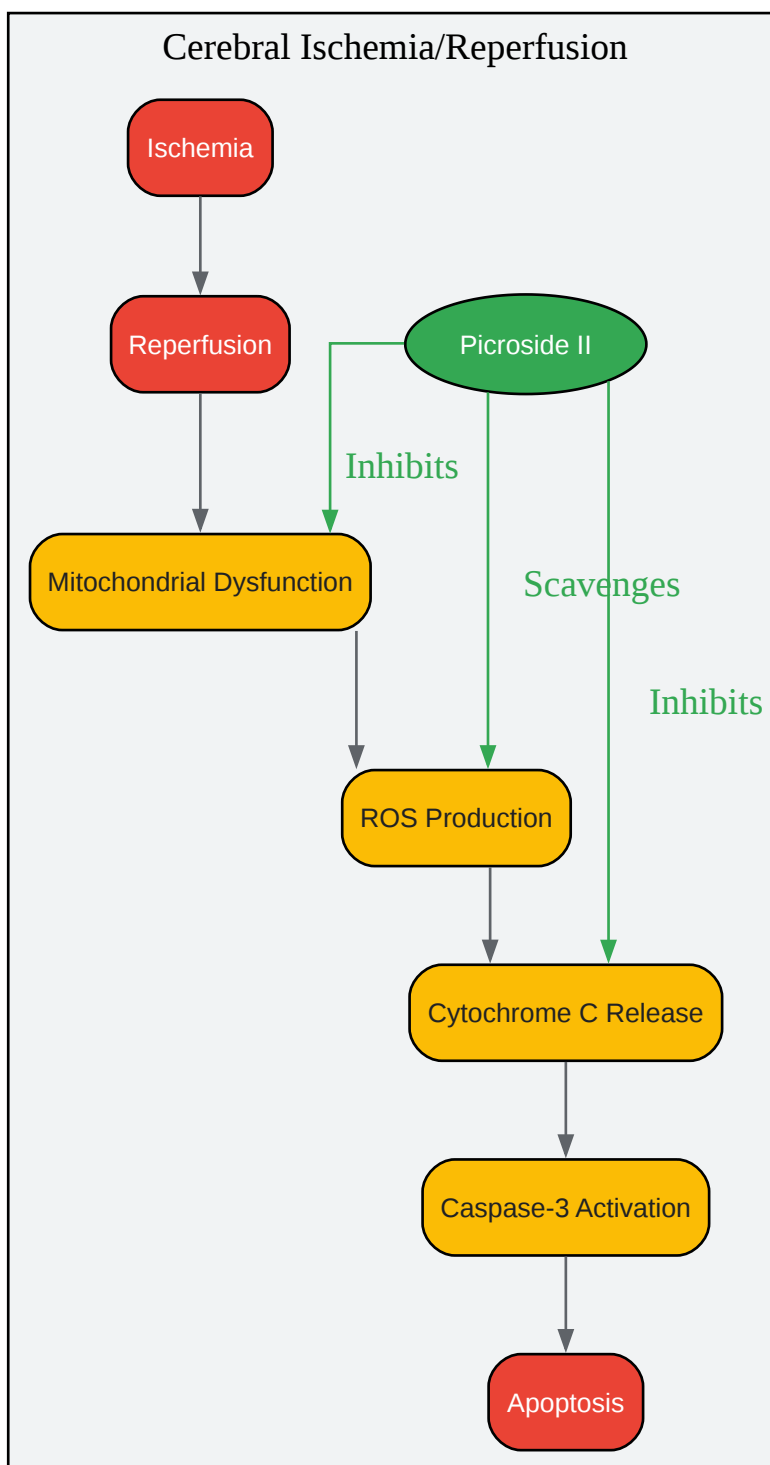 Cerebral Ischemia/Reperfusion
Ischemia
Reperfusion
Picroside II
Inhibits
Mitochondrial Dysfunction
Scavenges
Inhibits
ROS Production
Cytochrome C Release
Caspase-3 Activation
Apoptosis